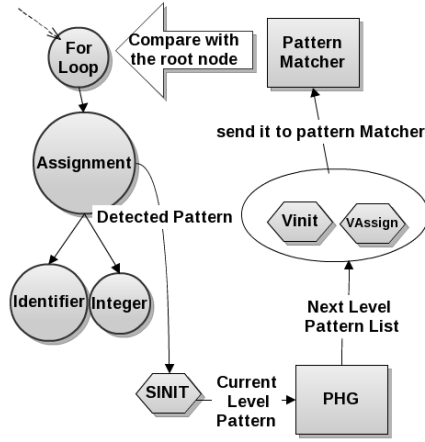 For
Loop
Compare with
the root node
Pattern
Matcher
send it to pattern Matcher
Assignment
Detected Pattern
Vinit
VAssign
Identifier
Integer
Next Level
Pattern List
SINIT
Current
Level
Pattern
PHG